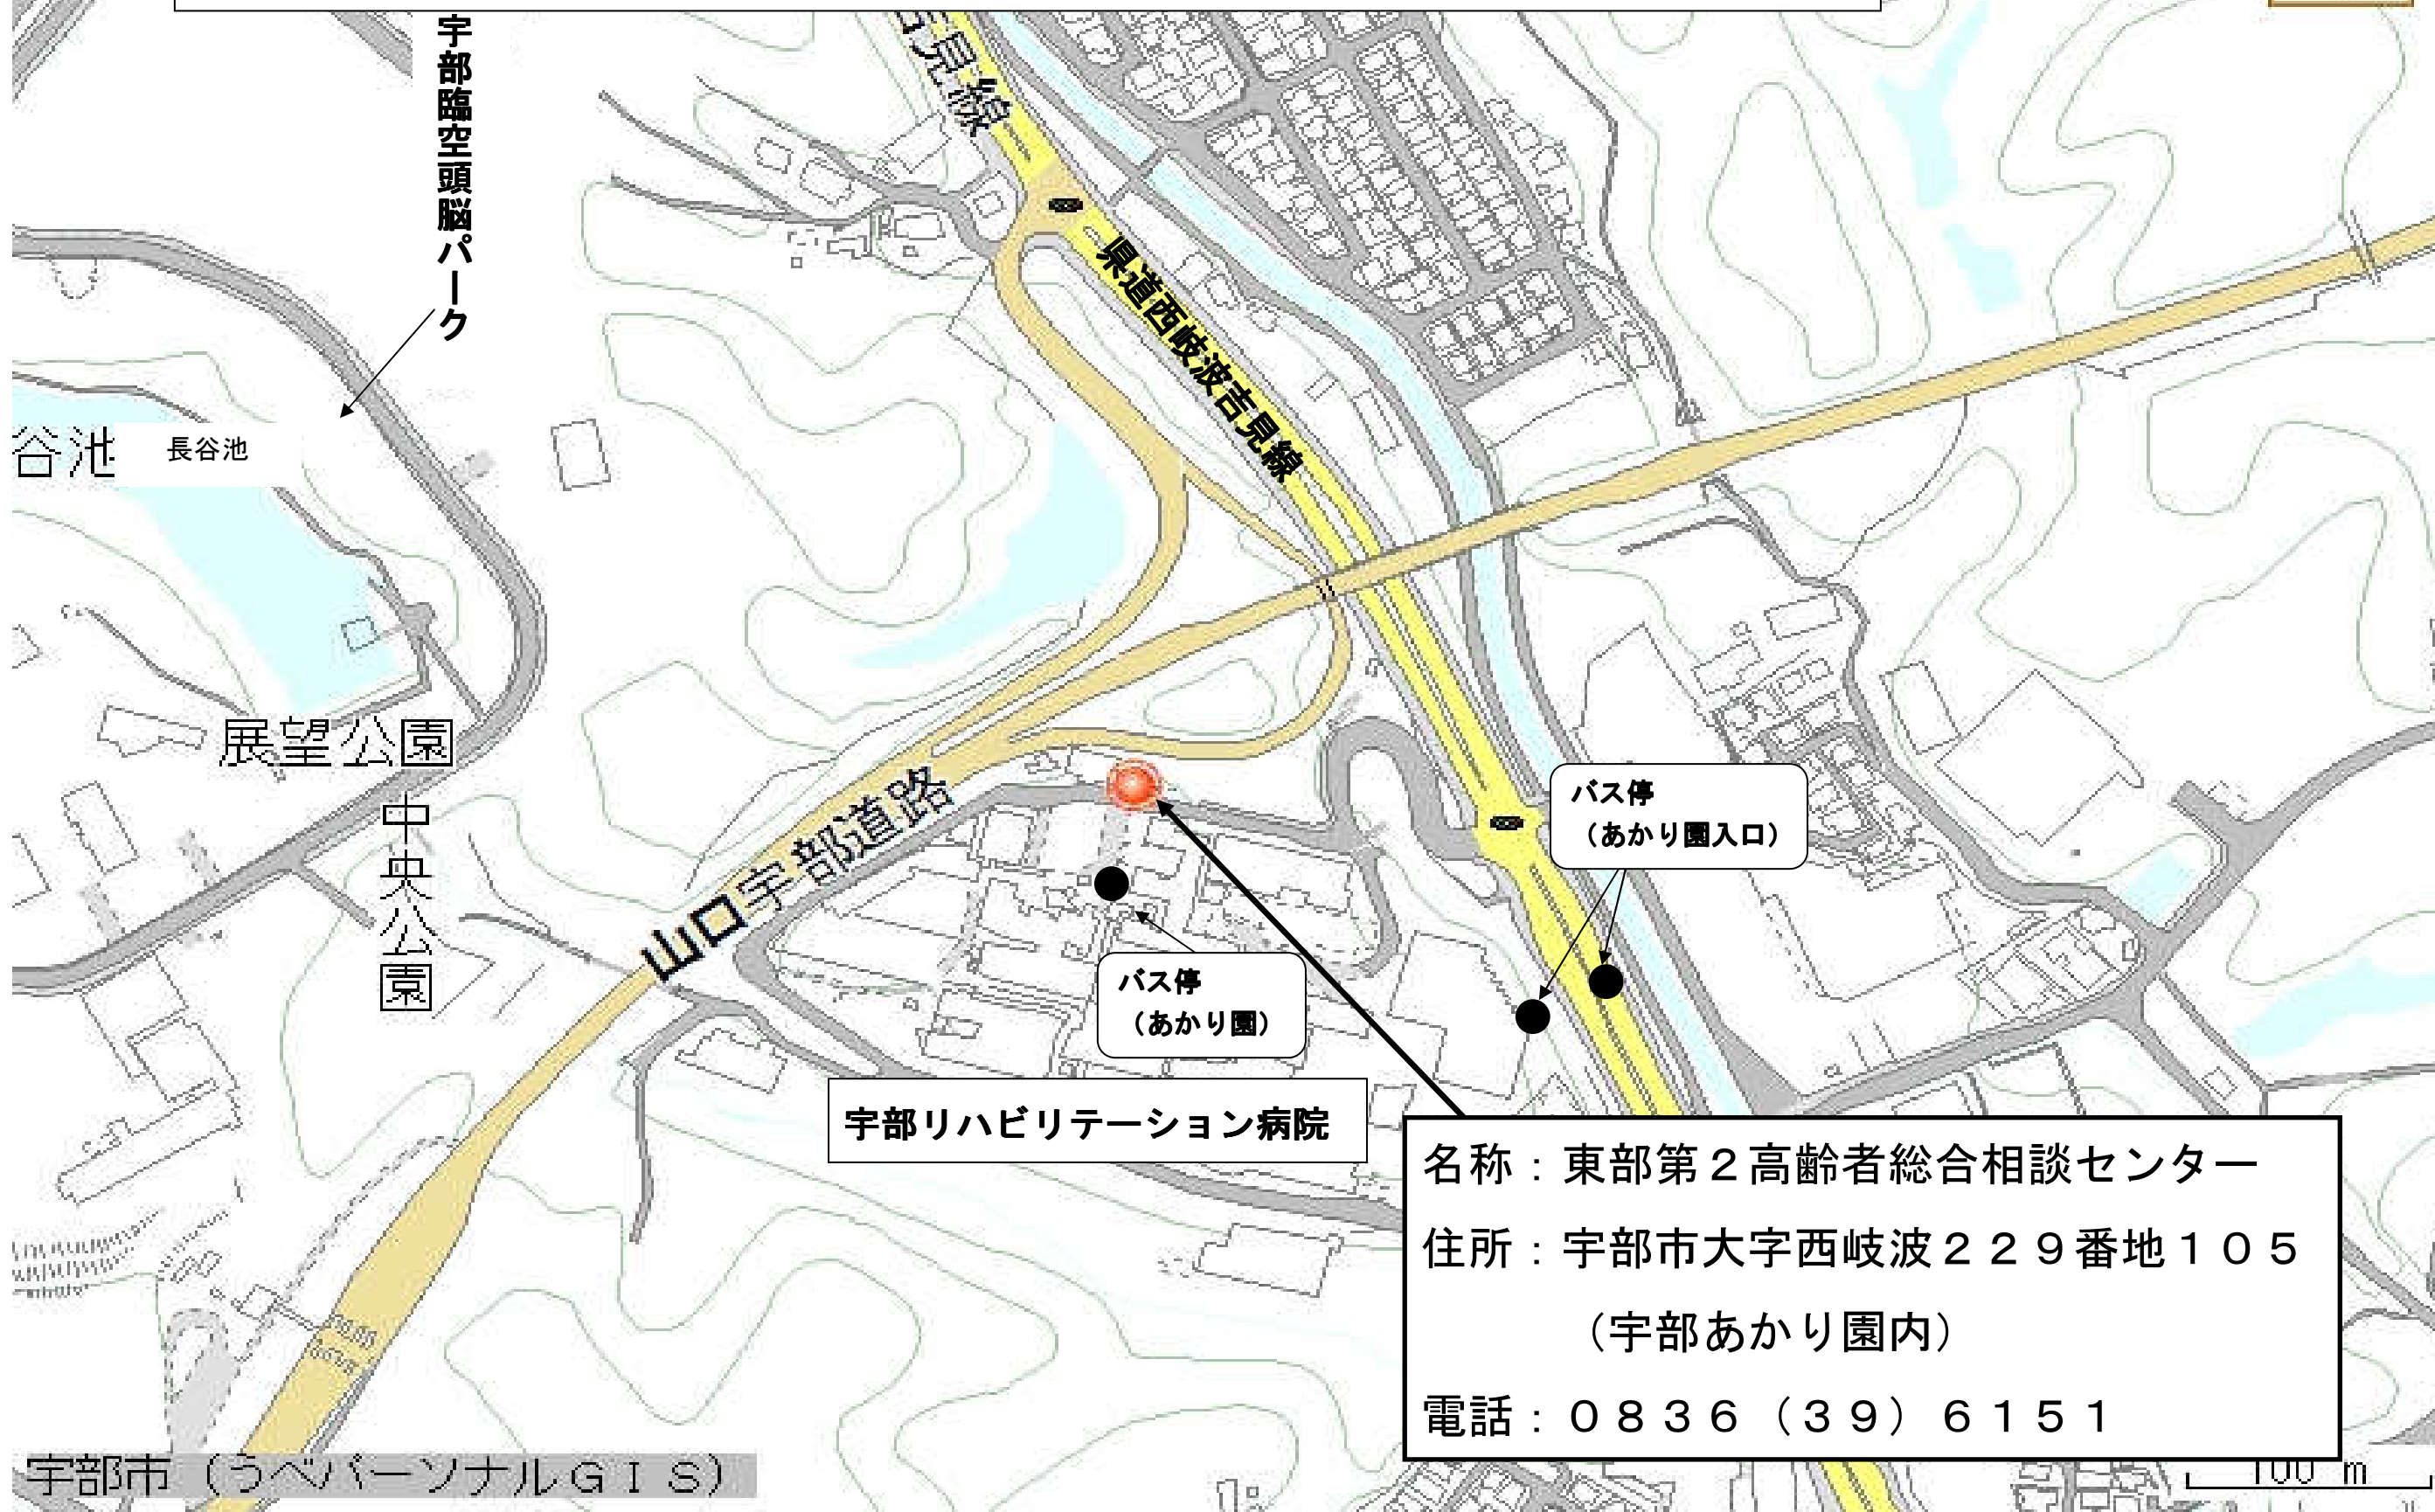 宇部臨空頭脳パーク
吉見線
県道西岐波吉見線
谷池
長谷池
展望公園
中央公園
山口宇部道路
バス停
（あかり園入口）
バス停
（あかり園）
宇部リハビリテーション病院
名称：東部第２高齢者総合相談センター
住所：宇部市大字西岐波２２９番地１０５
（宇部あかり園内）
電話：０８３６（３９）６１５１
宇部市（うべパーソナルＧＩＳ）
100 m